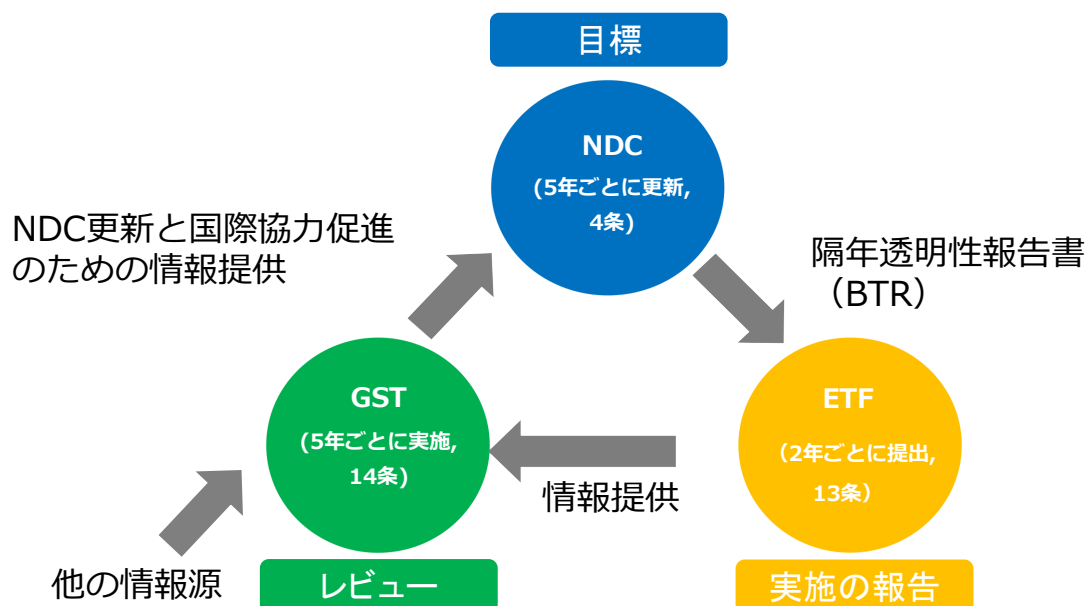 目標
NDC
(5年ごとに更新,
4条)
NDC更新と国際協力促進
のための情報提供
隔年透明性報告書
（BTR）
GST
(5年ごとに実施,
14条)
ETF
（2年ごとに提出,
13条）
情報提供
他の情報源
レビュー
実施の報告